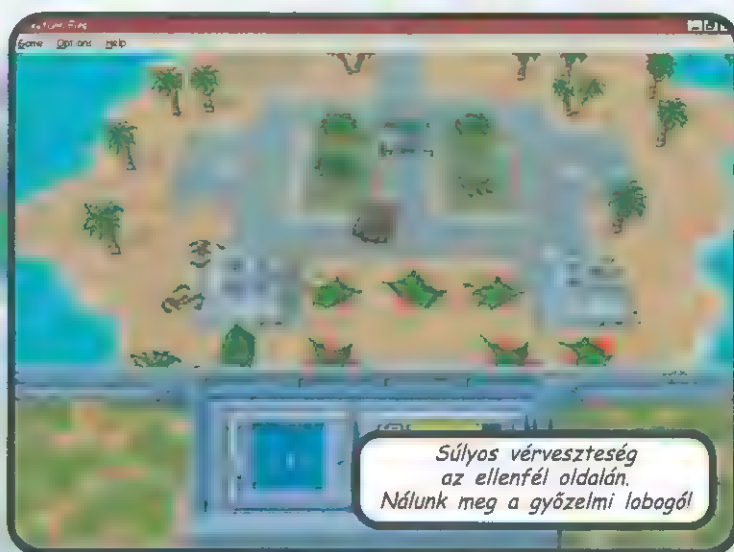 Game Options Help
Súlyos vérveszteség
az ellenfél oldalán.
Nálunk meg a győzelmi lobogó!